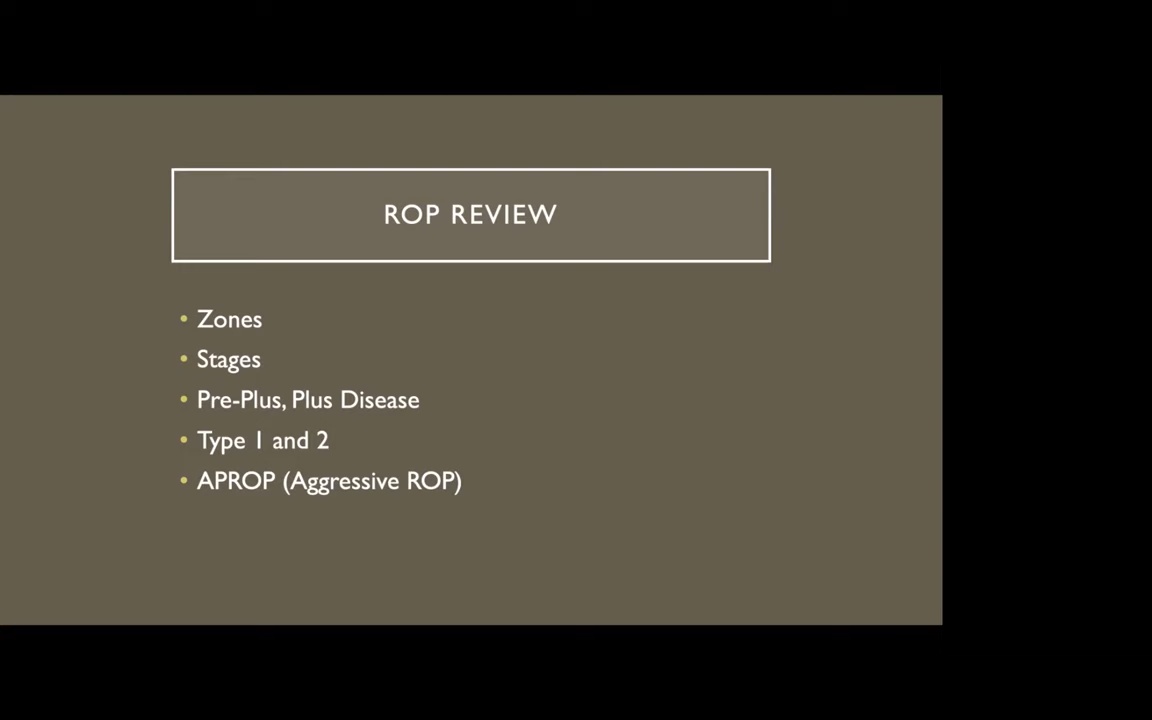 ROP REVIEW
• Zones
• Stages
• Pre-Plus, Plus Disease
• Type 1 and 2
• APROP (Aggressive ROP)